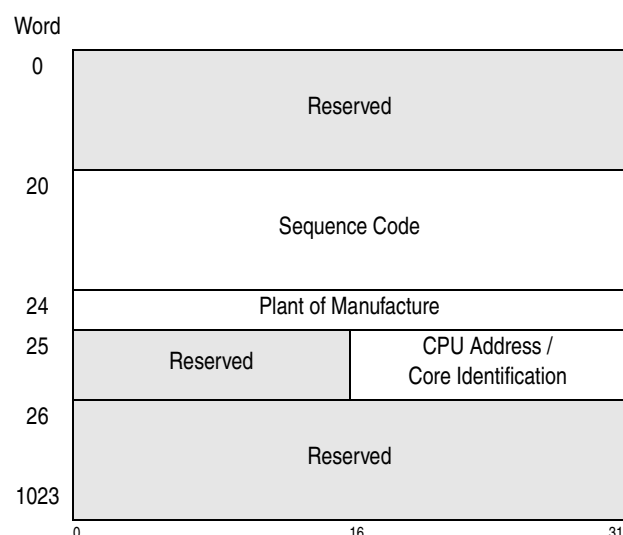 Word
0
Reserved
20
Sequence Code
24 Plant of Manufacture
25 Reserved CPU Address /
Core Identification
26
Reserved
1023
0 16 31